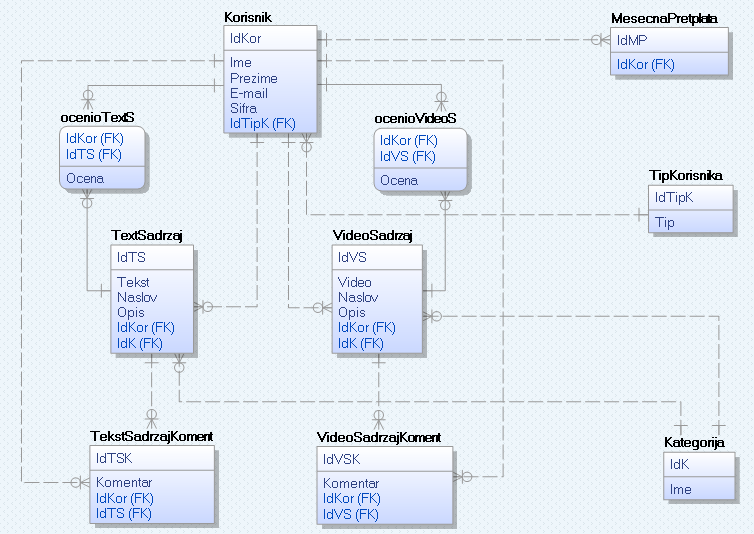 Korisnik
IdKor
Ime
Prezime
E-mail
Sifra
IdTipK (FK)
MesecnaPretplata
IdMP
IdKor (FK)
ocenioTextS
IdKor (FK)
IdTS (FK)
Ocena
ocenioVideoS
IdKor (FK)
IdVS (FK)
Ocena
TipKorisnika
IdTipK
Tip
TextSadrzaj
IdTS
Tekst
Naslov
Opis
IdKor (FK)
IdK (FK)
VideoSadrzaj
IdVS
Video
Naslov
Opis
IdKor (FK)
IdK (FK)
TekstSadrzajKoment
IdTSK
Komentar
IdKor (FK)
IdTS (FK)
VideoSadrzajKoment
IdVSK
Komentar
IdKor (FK)
IdVS (FK)
Kategorija
IdK
Ime